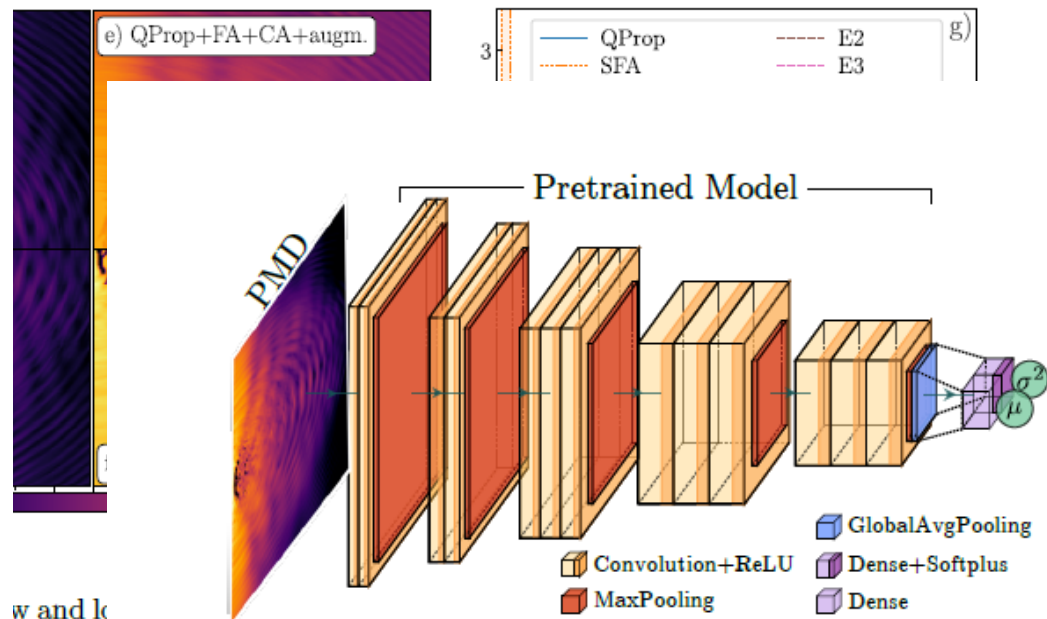 e) QProp+FA+CA+augm.
g)
3
QProp
E2
SFA
E3
Pretrained Model
PMD
σ²
μ
GlobalAvgPooling
Convolution+ReLU
Dense+Softplus
MaxPooling
Dense
w and